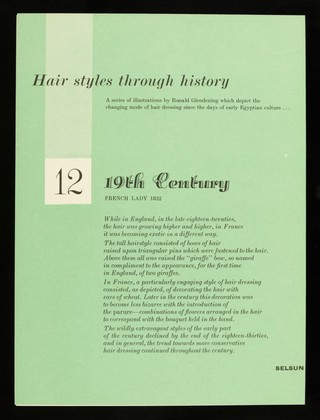 Hair styles through history
A series of illustrations by Ronald Glendening which depict the
changing mode of hair dressing since the days of early Egyptian culture . . .
12
19th Century
FRENCH LADY 1832
While in England, in the late eighteen-twenties,
the hair was growing higher and higher, in France
it was becoming exotic in a different way.
The tall hairstyle consisted of bows of hair
raised upon triangular pins which were fastened to the hair.
Above them all was raised the "giraffe" bow, so named
in compliment to the appearance, for the first time
in England, of two giraffes.
In France, a particularly engaging style of hair dressing
consisted, as depicted, of decorating the hair with
ears of wheat. Later in the century this decoration was
to become less bizarre with the introduction of
the parure—combinations of flowers arranged in the hair
to correspond with the bouquet held in the hand.
The wildly extravagant styles of the early part
of the century declined by the end of the eighteen-thirties,
and in general, the trend towards more conservative
hair dressing continued throughout the century.
SELSUN